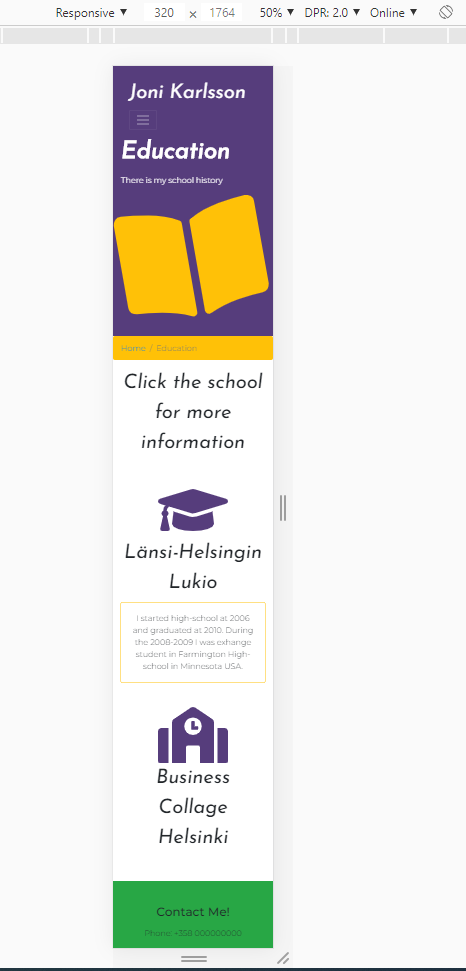 Responsive ▼ 320 × 1764 50% ▼ DPR: 2.0 ▼ Online ▼
Joni Karlsson
Education
There is my school history
Home / Education
Click the school
for more
information
Länsi-Helsingin
Lukio
I started high-school at 2006
and graduated at 2010. During
the 2008-2009 I was exhange
student in Farmington High-
school in Minnesota USA.
Business
Collage
Helsinki
Contact Me!
Phone: +358 000000000